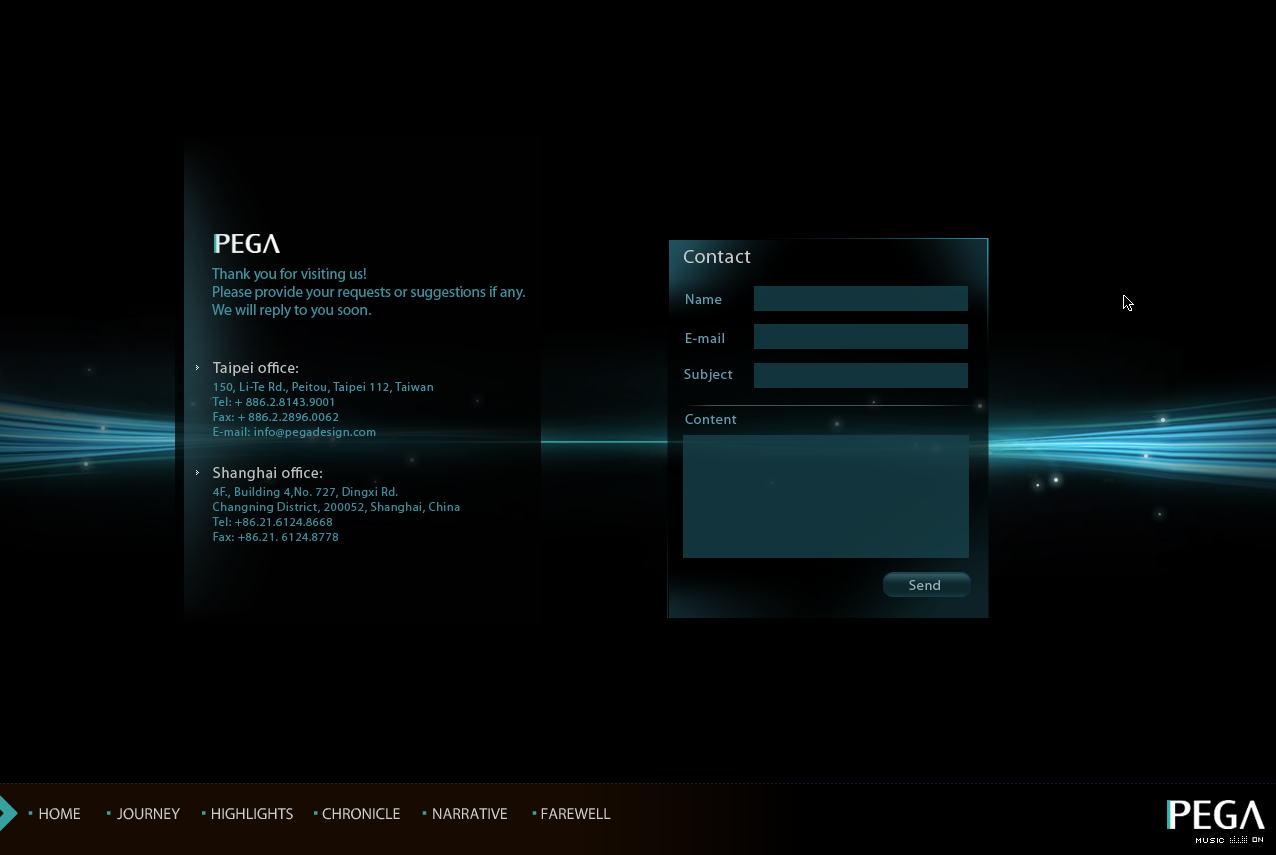 PEGA
Thank you for visiting us!
Please provide your requests or suggestions if any.
We will reply to you soon.
Taipei office:
150, Li-Te Rd., Peitou, Taipei 112, Taiwan
Tel: + 886.2.8143.9001
Fax: + 886.2.2896.0062
E-mail: info@pegadesign.com
Shanghai office:
4F., Building 4,No. 727, Dingxi Rd.
Changning District, 200052, Shanghai, China
Tel: +86.21.6124.8668
Fax: +86.21. 6124.8778
Contact
Name
E-mail
Subject
Content
Send
HOME JOURNEY HIGHLIGHTS CHRONICLE NARRATIVE FAREWELL
PEGA
MUSIC ON